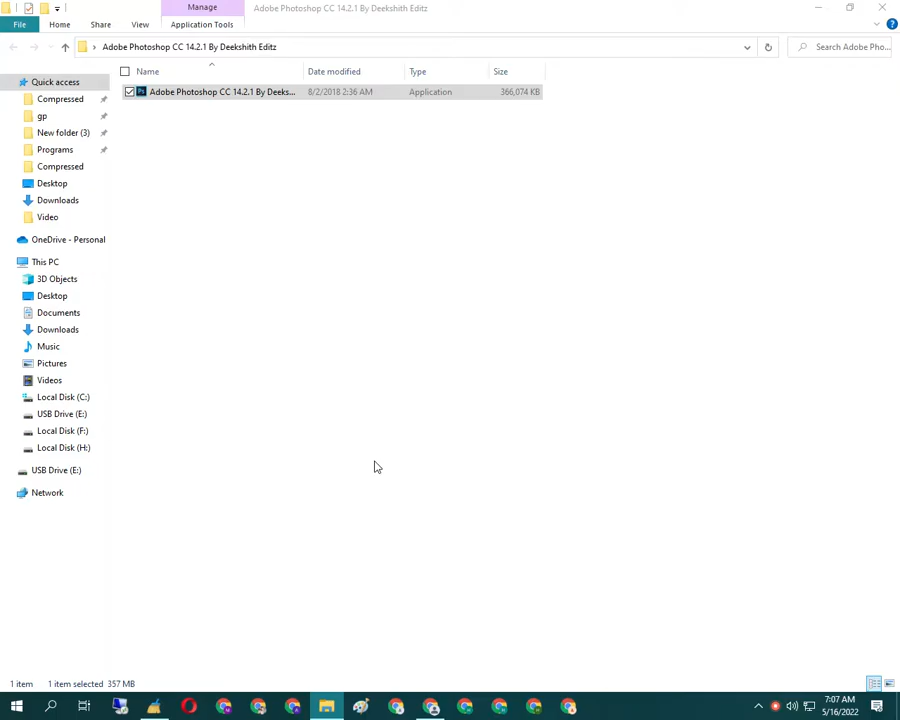 Manage
Adobe Photoshop CC 14.2.1 By Deekshith Editz
File
Home
Share
View
Application Tools
Adobe Photoshop CC 14.2.1 By Deekshith Editz
Search Adobe Pho...
Name
Date modified
Type
Size
Adobe Photoshop CC 14.2.1 By Deeks...
8/2/2018 2:36 AM
Application
366,074 KB
Quick access
Compressed
gp
New folder (3)
Programs
Compressed
Desktop
Downloads
Video
OneDrive - Personal
This PC
3D Objects
Desktop
Documents
Downloads
Music
Pictures
Videos
Local Disk (C:)
USB Drive (E:)
Local Disk (F:)
Local Disk (H:)
USB Drive (E:)
Network
1 item
1 item selected 357 MB
7:07 AM
5/16/2022